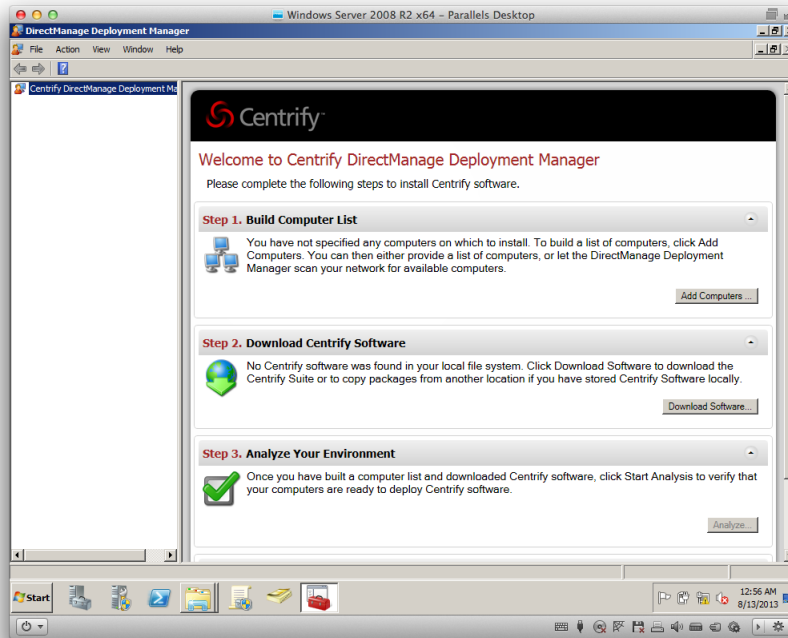 Windows Server 2008 R2 x64 – Parallels Desktop
DirectManage Deployment Manager
File Action View Window Help
Centrify DirectManage Deployment Ma
Centrify
Welcome to Centrify DirectManage Deployment Manager
Please complete the following steps to install Centrify software.
Step 1. Build Computer List
You have not specified any computers on which to install. To build a list of computers, click Add
Computers. You can then either provide a list of computers, or let the DirectManage Deployment
Manager scan your network for available computers.
Add Computers ...
Step 2. Download Centrify Software
No Centrify software was found in your local file system. Click Download Software to download the
Centrify Suite or to copy packages from another location if you have stored Centrify Software locally.
Download Software...
Step 3. Analyze Your Environment
Once you have built a computer list and downloaded Centrify software, click Start Analysis to verify that
your computers are ready to deploy Centrify software.
Analyze...
Start
12:56 AM
8/13/2013